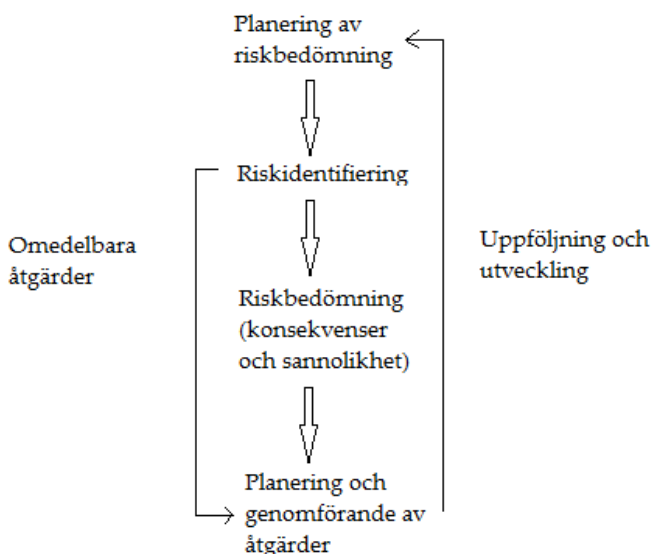 Planering av
riskbedömning
Riskidentifiering
Omedelbara
åtgärder
Uppföljning och
utveckling
Riskbedömning
(konsekvenser
och sannolikhet)
Planering och
genomförande av
åtgärder